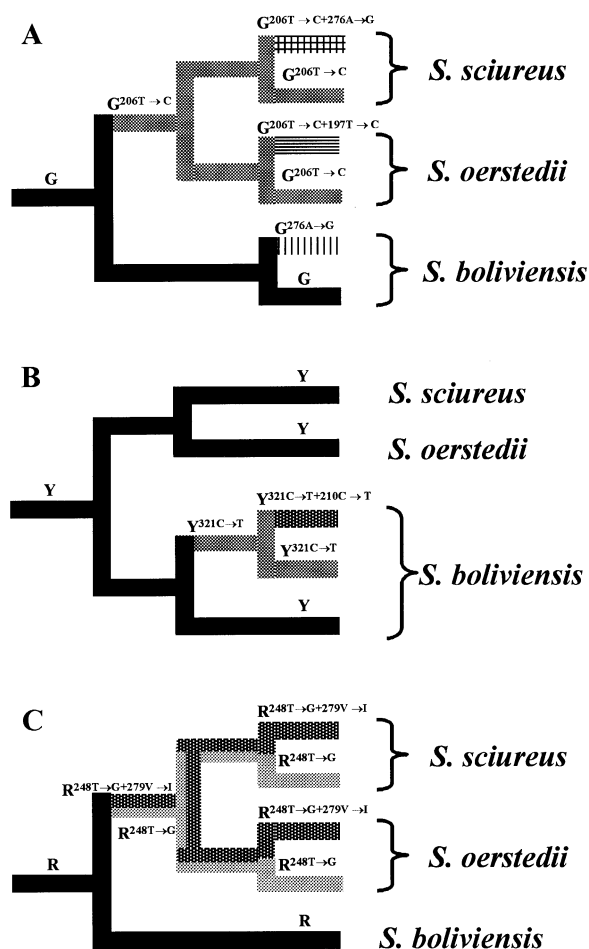 A
G206T → C+276A→G
G206T → C
S. sciureus
G206T → C
G206T → C+197T → C
G206T → C
S. oerstedii
G
G276A→G
G
S. boliviensis
B
Y
S. sciureus
Y
S. oerstedii
Y
Y321C→T+210C → T
Y321C→T
Y321C→T
S. boliviensis
Y
C
R248T→G+279V →I
R248T→G
S. sciureus
R248T→G+279V →I
R248T→G
R248T→G+279V →I
R248T→G
S. oerstedii
R
R
S. boliviensis